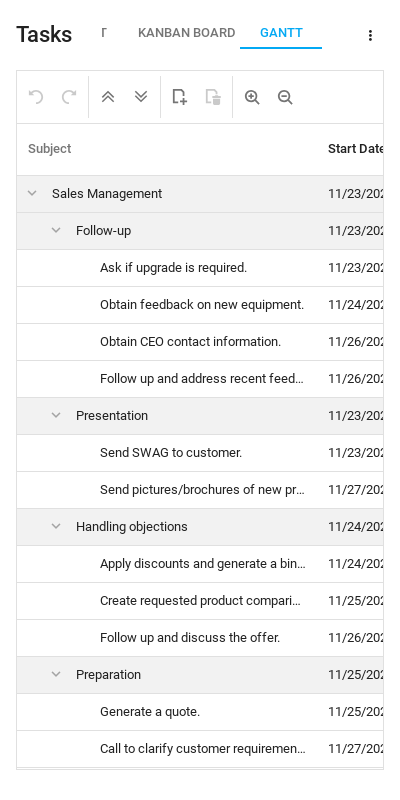 Tasks
KANBAN BOARD
GANTT
Subject
Start Date
Sales Management
11/23/202
Follow-up
11/23/202
Ask if upgrade is required.
11/23/202
Obtain feedback on new equipment.
11/24/202
Obtain CEO contact information.
11/26/202
Follow up and address recent feed…
11/26/202
Presentation
11/23/202
Send SWAG to customer.
11/23/202
Send pictures/brochures of new pr…
11/27/202
Handling objections
11/24/202
Apply discounts and generate a bin…
11/24/202
Create requested product compari…
11/25/202
Follow up and discuss the offer.
11/26/202
Preparation
11/25/202
Generate a quote.
11/25/202
Call to clarify customer requiremen…
11/27/202